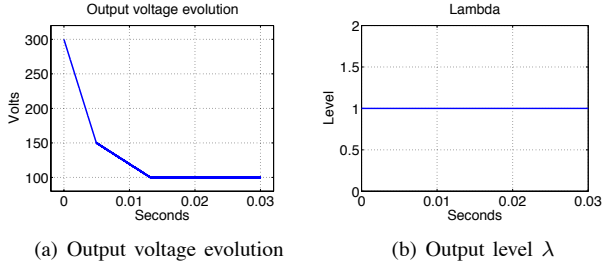 Output voltage evolution
Volts
300
250
200
150
100
0
0.01
0.02
0.03
Seconds
(a) Output voltage evolution
Lambda
Level
2
1.5
1
0.5
0
0
0.01
0.02
0.03
Seconds
(b) Output level λ